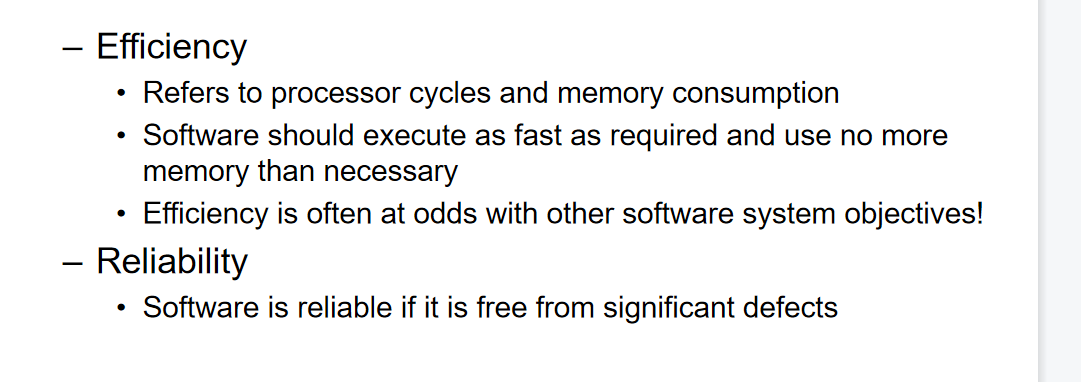 – Efficiency
• Refers to processor cycles and memory consumption
• Software should execute as fast as required and use no more
memory than necessary
• Efficiency is often at odds with other software system objectives!
– Reliability
• Software is reliable if it is free from significant defects